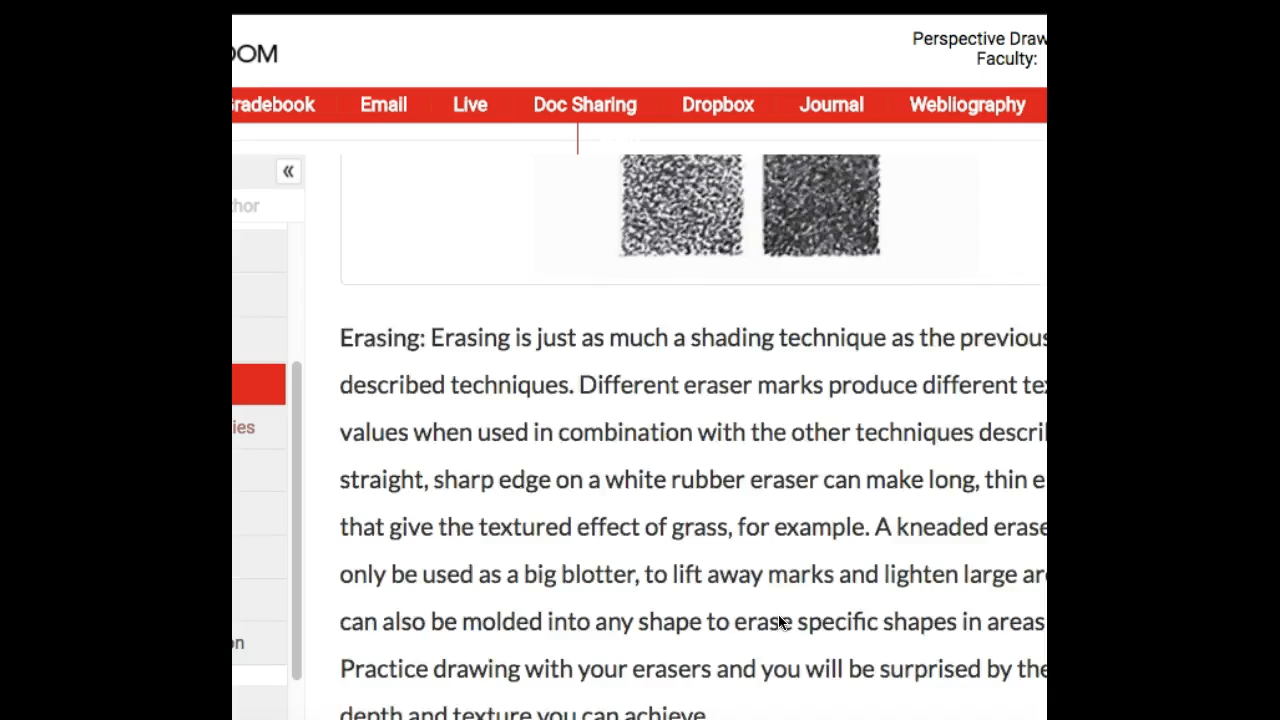 OOM
Perspective Draw
Faculty:
Gradebook Email Live Doc Sharing Dropbox Journal Webliography
«
thor
ies
on
Erasing: Erasing is just as much a shading technique as the previous
described techniques. Different eraser marks produce different te
values when used in combination with the other techniques descri
straight, sharp edge on a white rubber eraser can make long, thin e
that give the textured effect of grass, for example. A kneaded erase
only be used as a big blotter, to lift away marks and lighten large ar
can also be molded into any shape to erase specific shapes in areas
Practice drawing with your erasers and you will be surprised by the
depth and texture you can achieve.